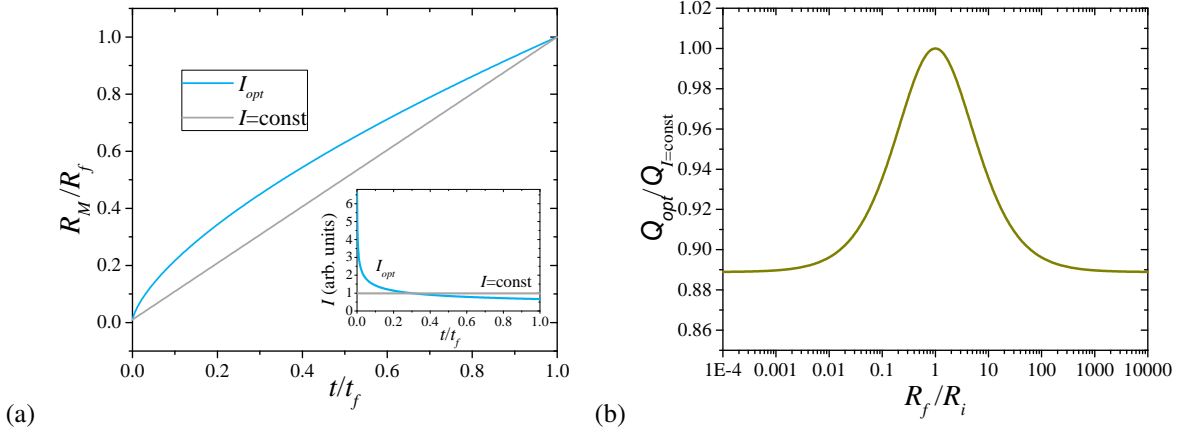 1.0
0.8
0.6
0.4
0.2
0.0
R_M/R_f
I_opt
I=const
6
5
4
3
2
1
0
I (arb. units)
I_opt
I=const
0.0 0.2 0.4 0.6 0.8 1.0
t/t_f
0.0 0.2 0.4 0.6 0.8 1.0
t/t_f
(a)
1.00
0.98
0.96
0.94
0.92
0.90
0.88
0.86
Q_opt/Q_I=const
1E-4 0.001 0.01 0.1 1 10 100 1000 10000
R_f/R_i
(b)